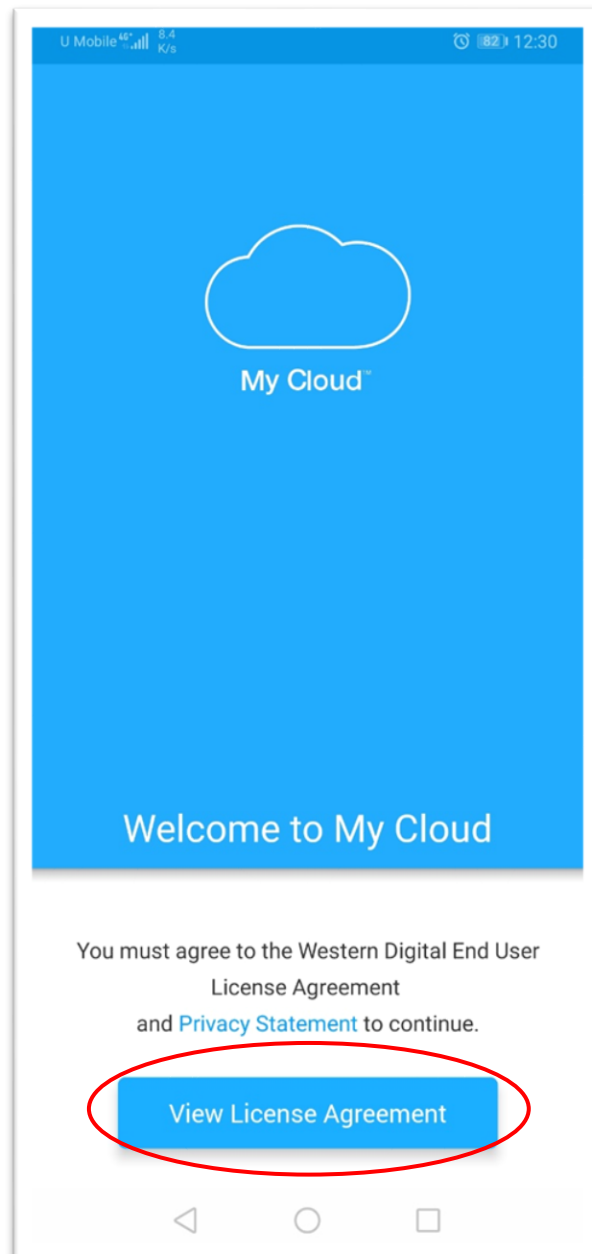 U Mobile 4G+ 8.4 K/s 82 12:30
My Cloud™
Welcome to My Cloud
You must agree to the Western Digital End User
License Agreement
and Privacy Statement to continue.
View License Agreement